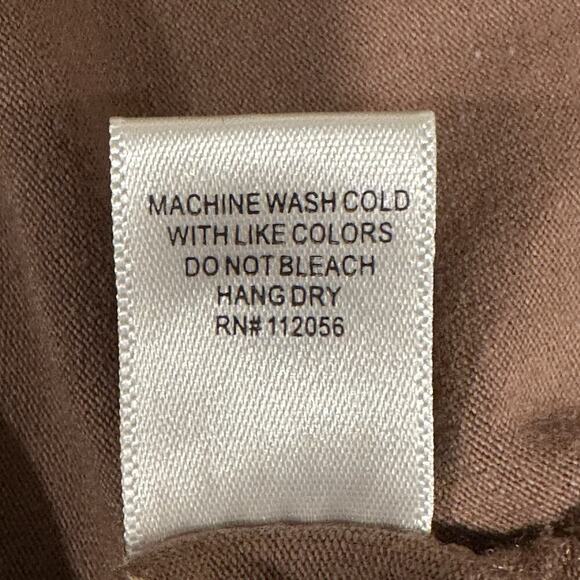 MACHINE WASH COLD
WITH LIKE COLORS
DO NOT BLEACH
HANG DRY
RN# 112056